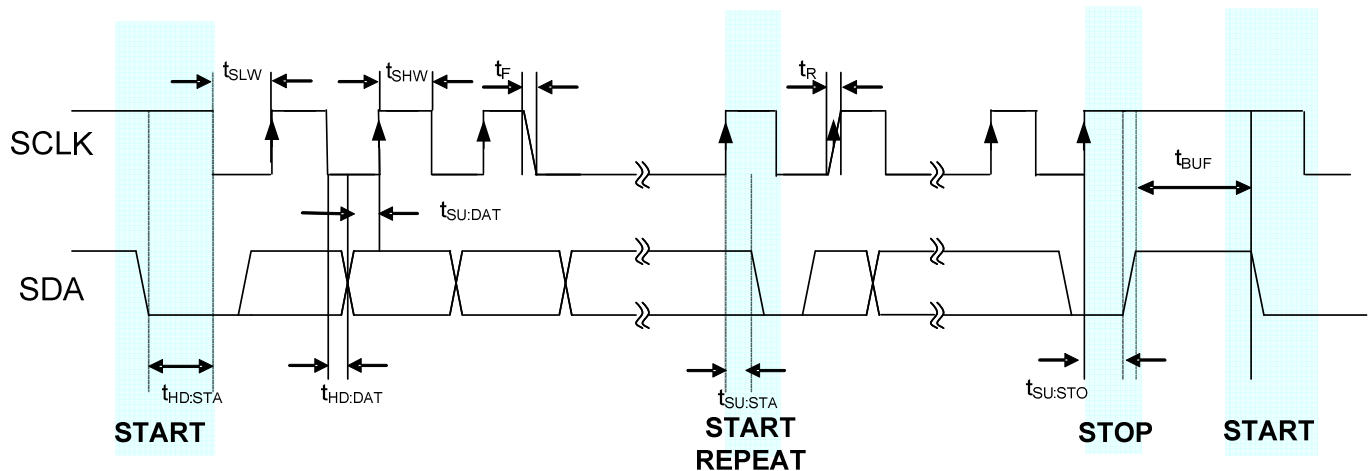 tSLW
tSHW
tF
tR
SCLK
tBUF
tSU:DAT
SDA
tHD:STA
tHD:DAT
tSU:STA
tSU:STO
START
START
REPEAT
STOP
START